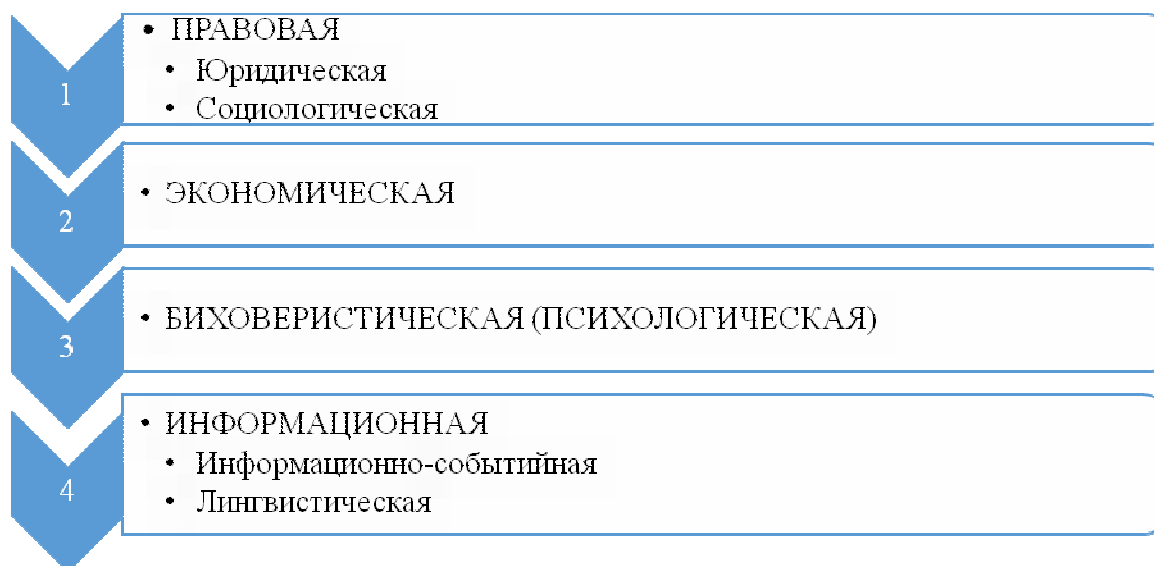 1
• ПРАВОВАЯ
• Юридическая
• Социологическая
2
• ЭКОНОМИЧЕСКАЯ
3
• БИХОВЕРИСТИЧЕСКАЯ (ПСИХОЛОГИЧЕСКАЯ)
4
• ИНФОРМАЦИОННАЯ
• Информационно-событийная
• Лингвистическая